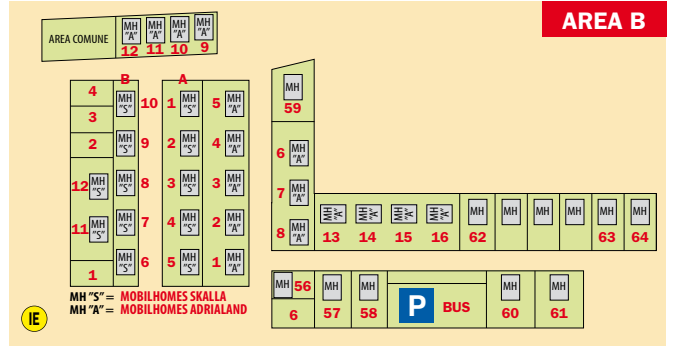 AREA B
AREA COMUNE
MH "A" MH "A" MH "A" MH "A"
12 11 10 9
B A
4
3
2
12 MH "S"
11 MH "S"
1
MH "S" 10
MH "S" 9
MH "S" 8
MH "S" 7
MH "S" 6
1 MH "S"
2 MH "S"
3 MH "S"
4 MH "S"
5 MH "S"
5 MH "A"
4 MH "A"
3 MH "A"
2 MH "A"
1 MH "A"
MH
59
6 MH "A"
7 MH "A"
8 MH "A"
MH "A" MH "A" MH "A" MH "A" MH MH MH MH MH MH
13 14 15 16 62 63 64
MH 56
6
MH MH MH MH
57 58 P BUS 60 61
MH "S" = MOBILHOMES SKALLA
MH "A" = MOBILHOMES ADRIALAND
IE